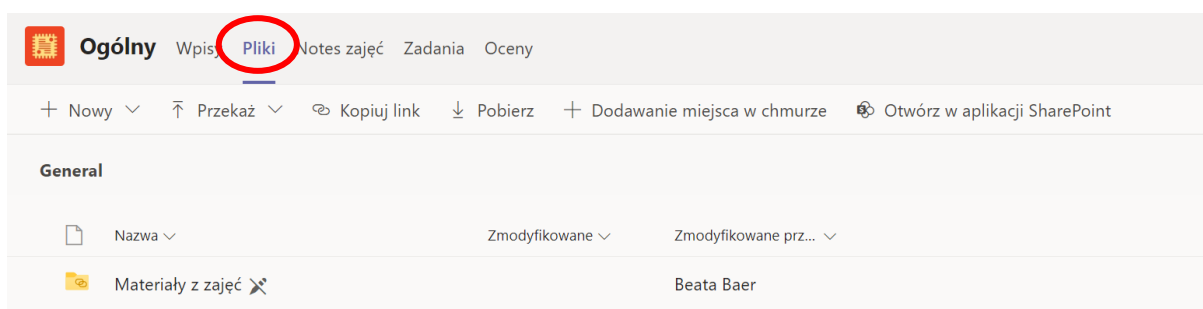 Ogólny Wpisy Pliki Notes zajęć Zadania Oceny
Nowy Przekaż Kopiuj link Pobierz Dodawanie miejsca w chmurze Otwórz w aplikacji SharePoint
General
Nazwa Zmodyfikowane Zmodyfikowane prz...
Materiały z zajęć Beata Baer